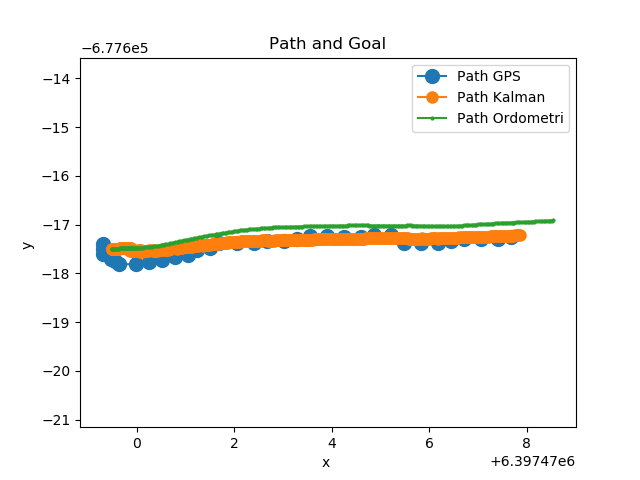 Path and Goal
−6.776e5
Path GPS
Path Kalman
Path Ordometri
−14
−15
−16
−17
−18
−19
−20
−21
y
0 2 4 6 8
x
+6.39747e6